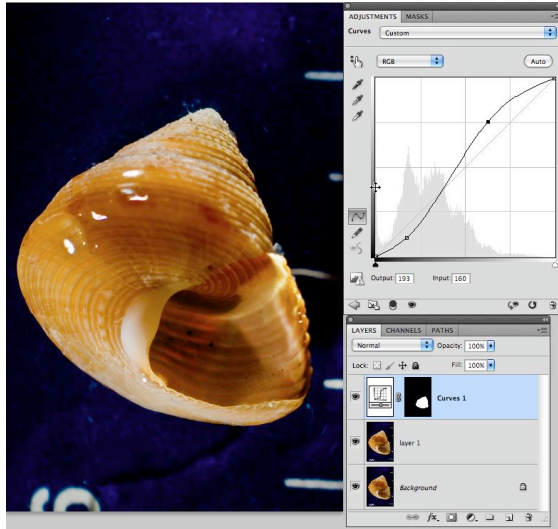 ADJUSTMENTS MASKS
Curves Custom
RGB Auto
Output: 193 Input: 160
LAYERS CHANNELS PATHS
Normal Opacity: 100%
Lock: Fill: 100%
Curves 1
layer 1
Background
fx.